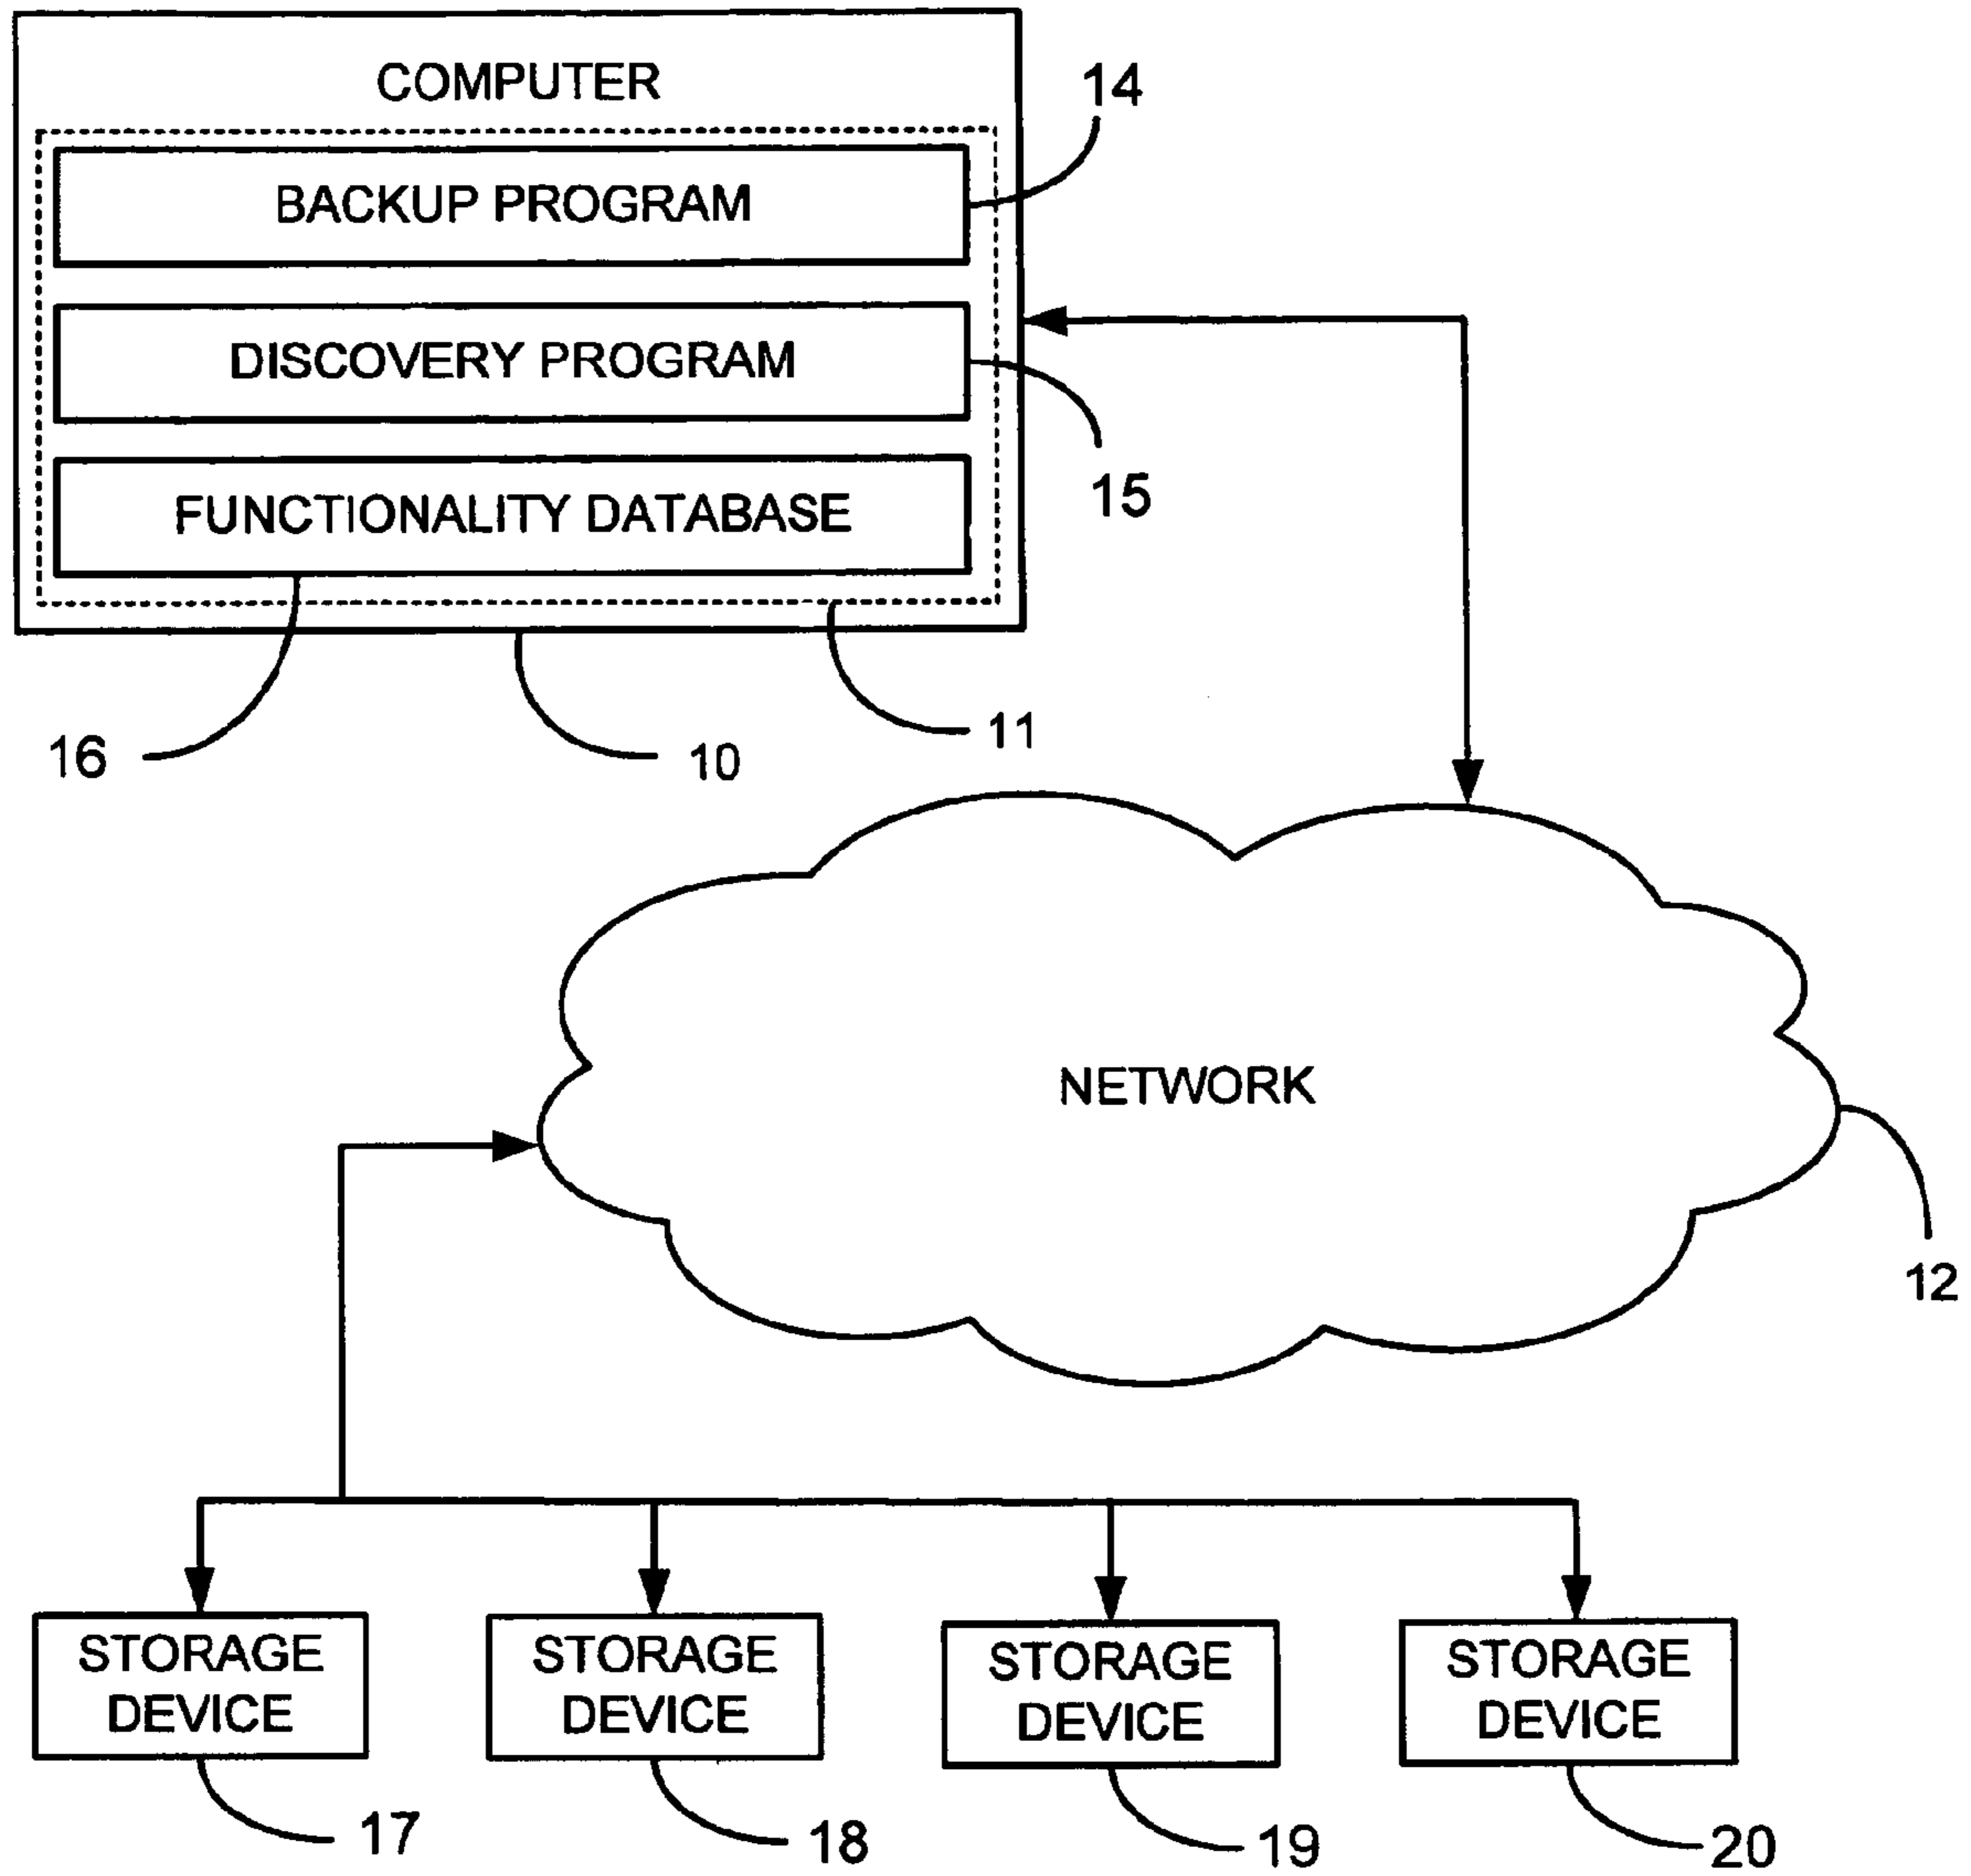 COMPUTER
14
BACKUP PROGRAM
DISCOVERY PROGRAM
15
FUNCTIONALITY DATABASE
16
10
11
NETWORK
12
STORAGE
DEVICE
STORAGE
DEVICE
STORAGE
DEVICE
STORAGE
DEVICE
17
18
19
20